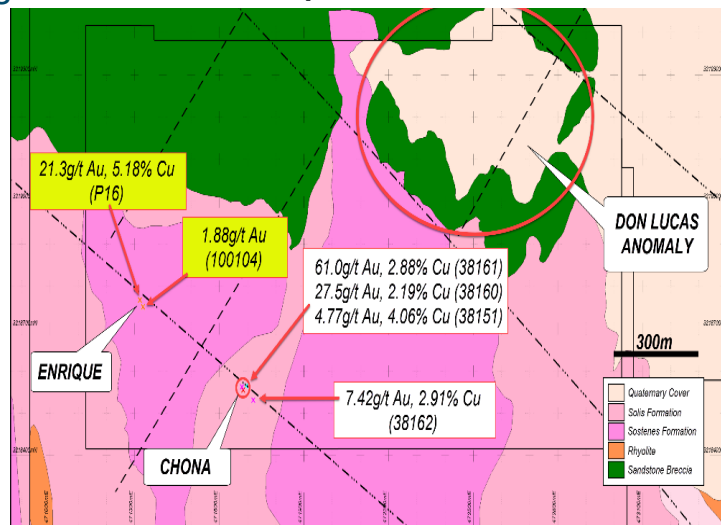 21.3g/t Au, 5.18% Cu
(P16)
1.88g/t Au
(100104)
61.0g/t Au, 2.88% Cu (38161)
27.5g/t Au, 2.19% Cu (38160)
4.77g/t Au, 4.06% Cu (38151)
DON LUCAS
ANOMALY
300m
ENRIQUE
7.42g/t Au, 2.91% Cu
(38162)
CHONA
Quaternary Cover
Solis Formation
Sostenes Formation
Rhyolite
Sandstone Breccia